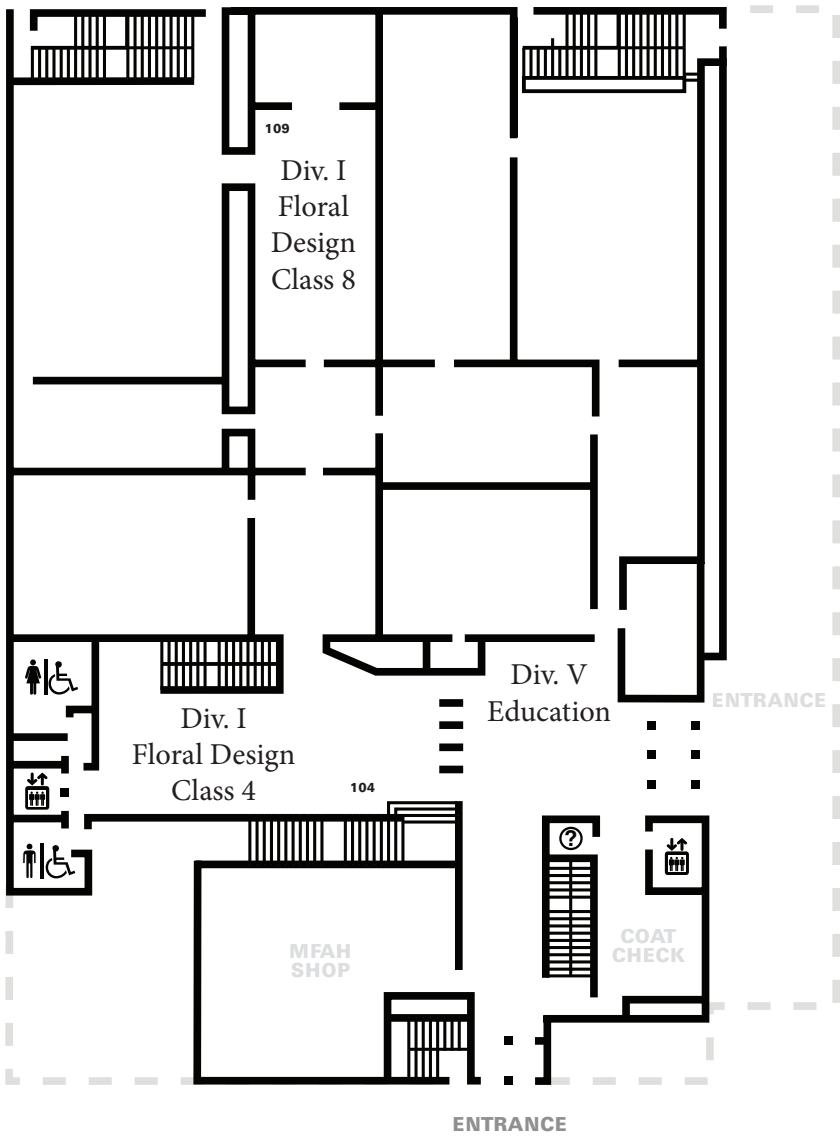 109
Div. I
Floral
Design
Class 8
Div. V
Education
ENTRANCE
Div. I
Floral Design
Class 4
104
?
MFAH
SHOP
COAT
CHECK
ENTRANCE